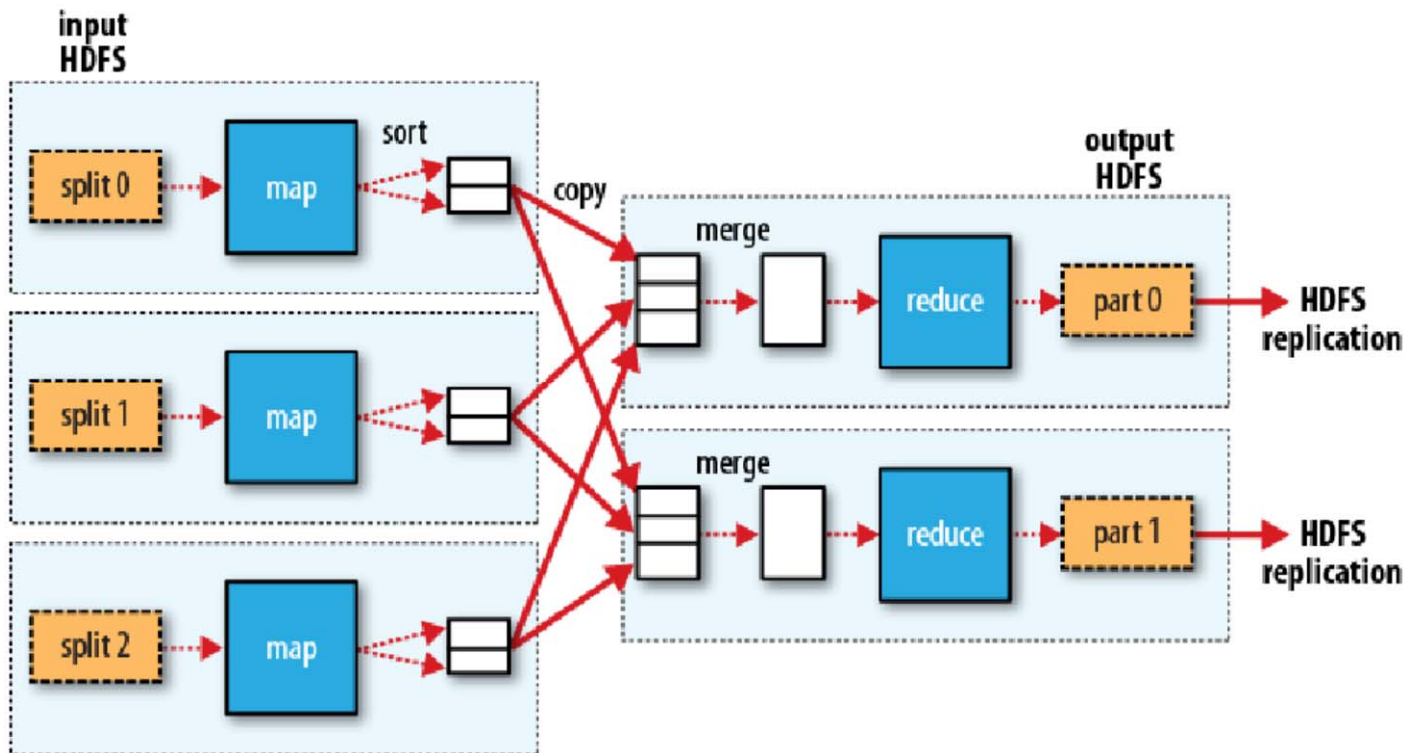 input
HDFS
split 0
map
sort
copy
split 1
map
split 2
map
output
HDFS
merge
reduce
part 0
HDFS
replication
merge
reduce
part 1
HDFS
replication